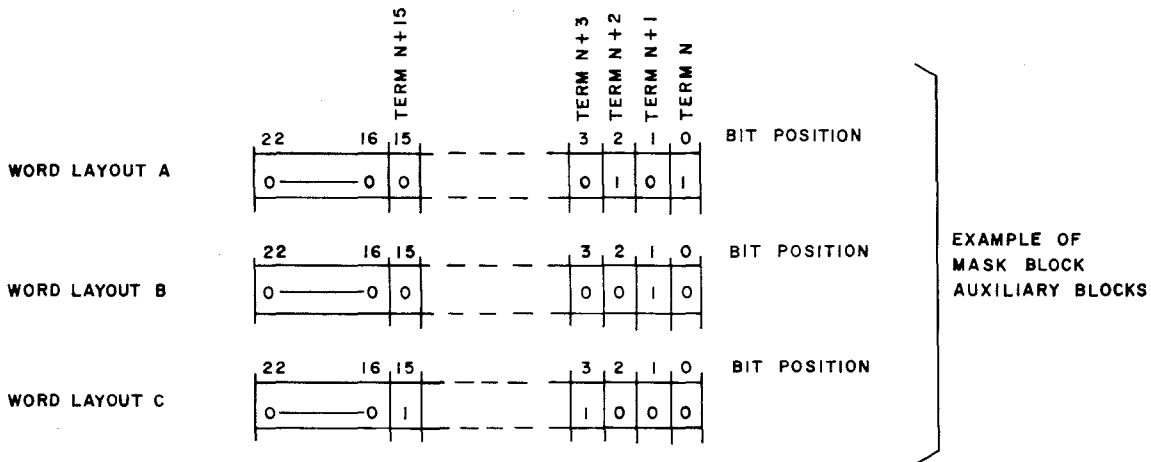 TERM N+15
TERM N+3
TERM N+2
TERM N+1
TERM N
22 16 15 3 2 1 0 BIT POSITION
WORD LAYOUT A
0 0 0 0 1 0 1
22 16 15 3 2 1 0 BIT POSITION
WORD LAYOUT B
0 0 0 0 0 1 0
22 16 15 3 2 1 0 BIT POSITION
WORD LAYOUT C
0 0 1 1 0 0 0
EXAMPLE OF
MASK BLOCK
AUXILIARY BLOCKS